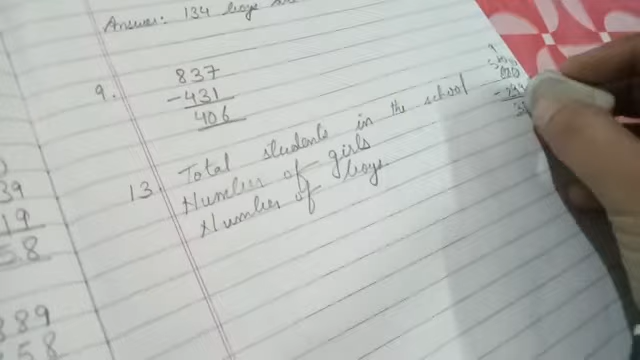 Answer: 134 boys
9.
837
-431
406
13. Total students in the school
Number of girls
Number of boys
39
19
58
889
58